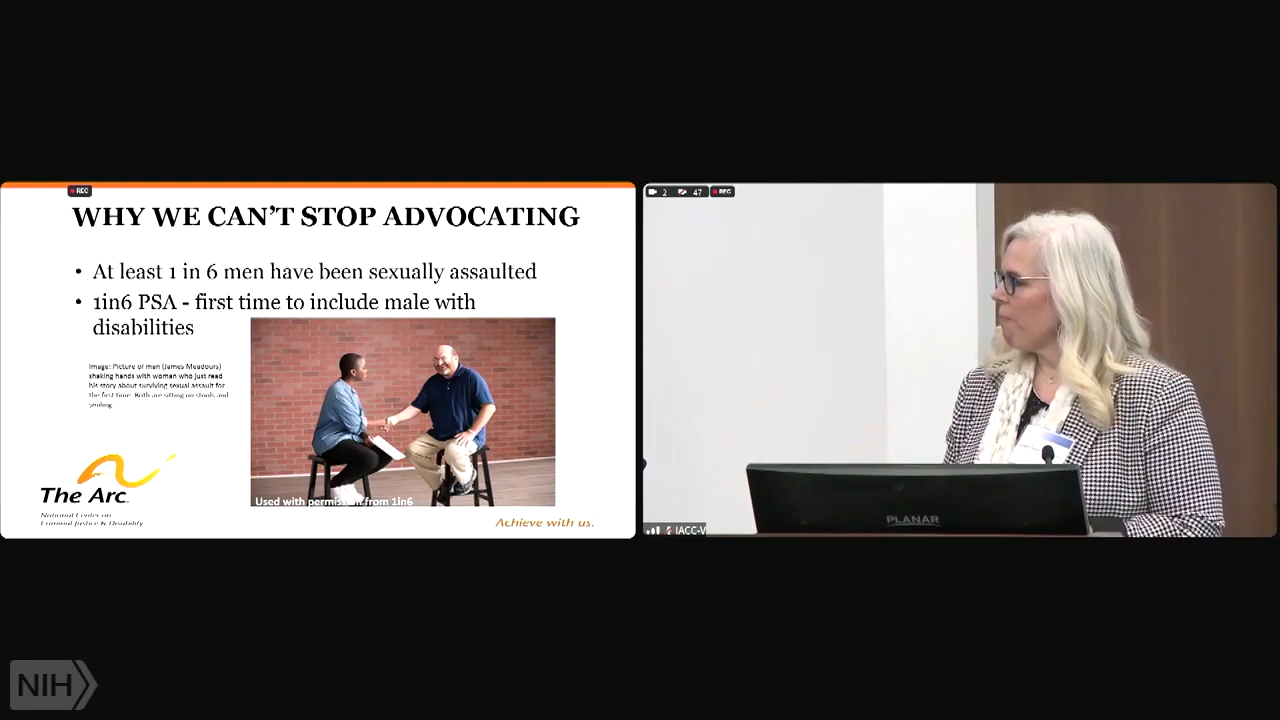 REC
WHY WE CAN'T STOP ADVOCATING
• At least 1 in 6 men have been sexually assaulted
• 1in6 PSA - first time to include male with
disabilities
Image: Picture of man (James Meadours)
shaking hands with woman who just read
his story about surviving sexual assault for
the first time. Both are sitting on stools and
smiling.
Used with permission from 1in6
The Arc
National Center on
Criminal Justice & Disability
Achieve with us.
2 47 REC
PLANAR
IACC-V
NIH